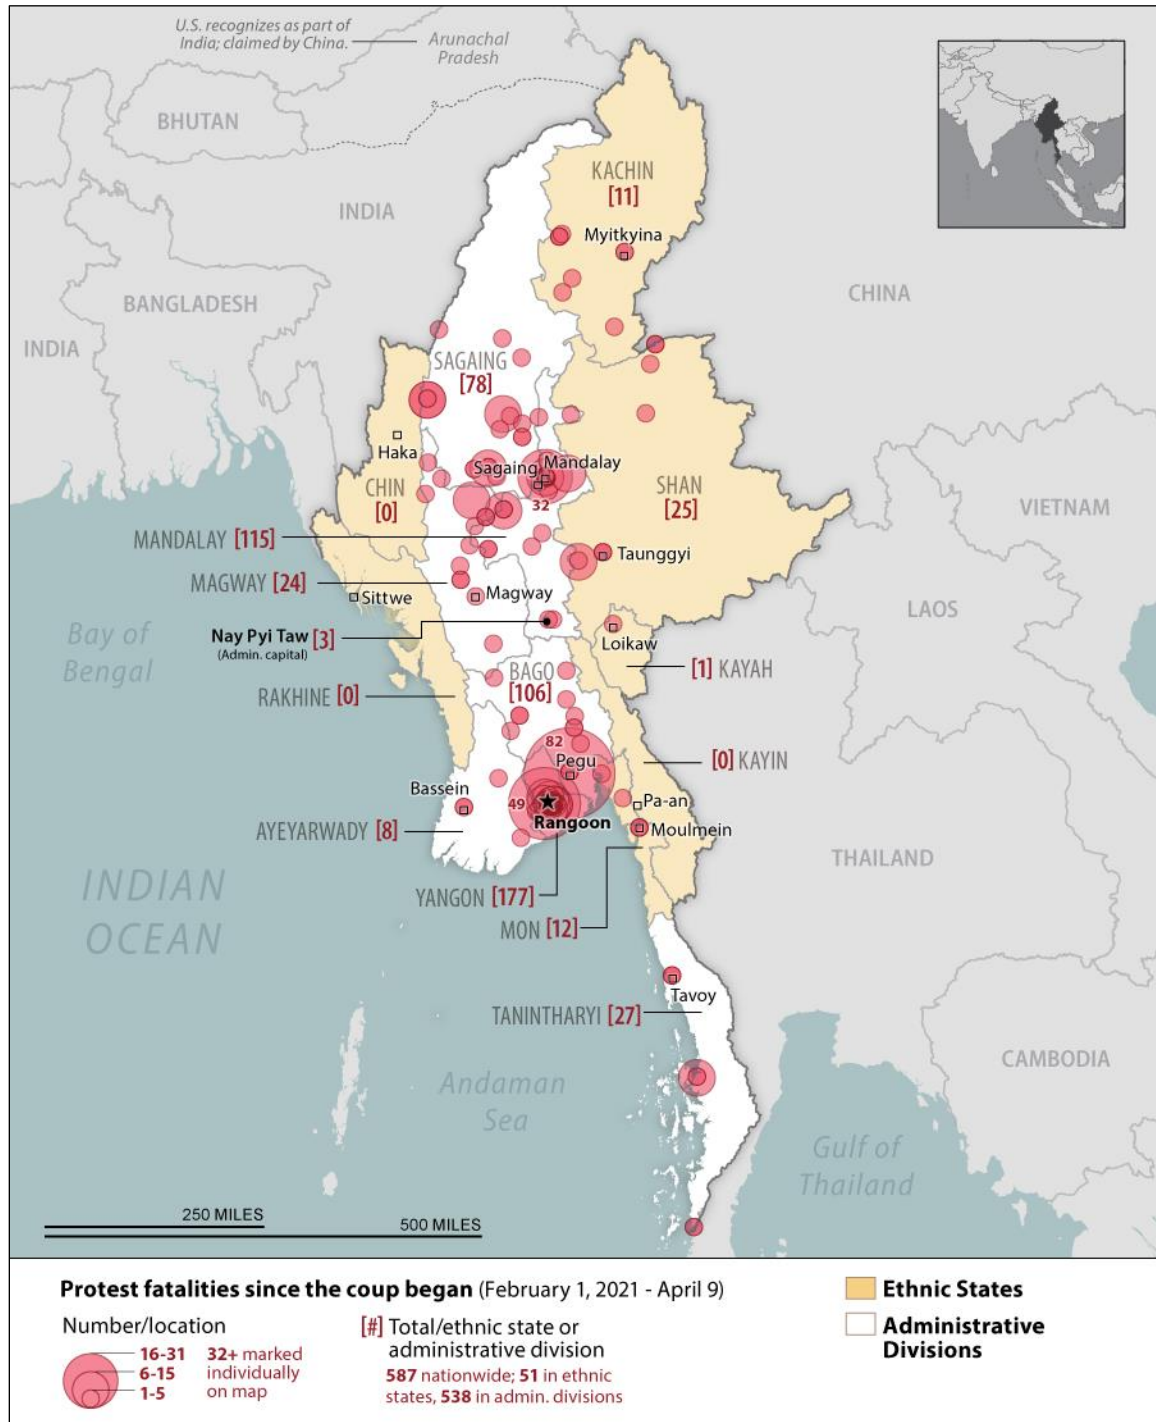 U.S. recognizes as part of
India; claimed by China.
Arunachal
Pradesh
BHUTAN
KACHIN
[11]
INDIA
Myitkyina
CHINA
BANGLADESH
INDIA
SAGAING
[78]
Haka
Sagaing
Mandalay
CHIN
[0]
32
SHAN
[25]
VIETNAM
MANDALAY [115]
Taunggyi
MAGWAY [24]
Sittwe
Magway
LAOS
Bay of
Bengal
Nay Pyi Taw [3]
(Admin. capital)
Loikaw
BAGO
[106]
[1] KAYAH
RAKHINE [0]
82
Pegu
[0] KAYIN
Bassein
49
Pa-an
Rangoon
Moulmein
AYEYARWADY [8]
THAILAND
INDIAN
OCEAN
YANGON [177]
MON [12]
Tavoy
TANINTHARYI [27]
CAMBODIA
Andaman
Sea
Gulf of
Thailand
250 MILES
500 MILES
Protest fatalities since the coup began (February 1, 2021 - April 9)
Number/location
16-31
6-15
1-5
32+ marked
individually
on map
[#] Total/ethnic state or
administrative division
587 nationwide; 51 in ethnic
states, 538 in admin. divisions
Ethnic States
Administrative
Divisions